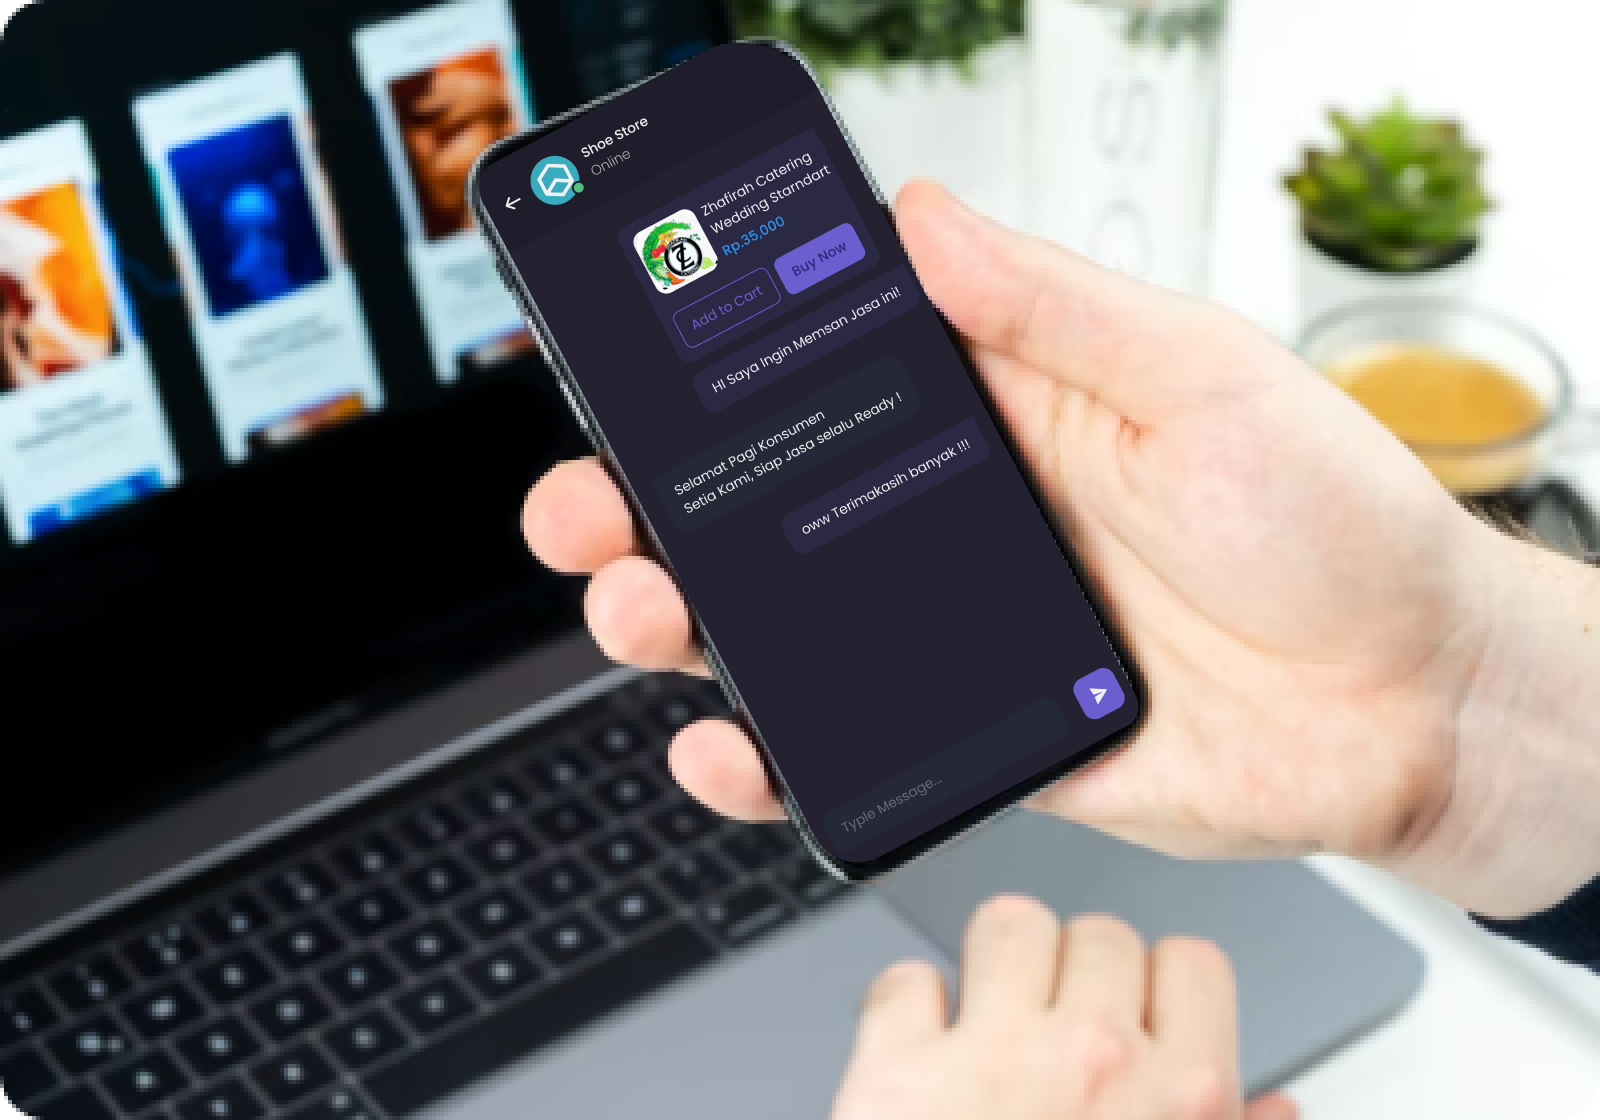 Shoe Store
Online
Zhafirah Catering
Wedding Starndart
Rp.35,000
Add to Cart
Buy Now
HI Saya Ingin Memsan Jasa ini!
Selamat Pagi Konsumen
Setia Kami, Siap Jasa selalu Ready !
oww Terimakasih banyak !!!
Typle Message...